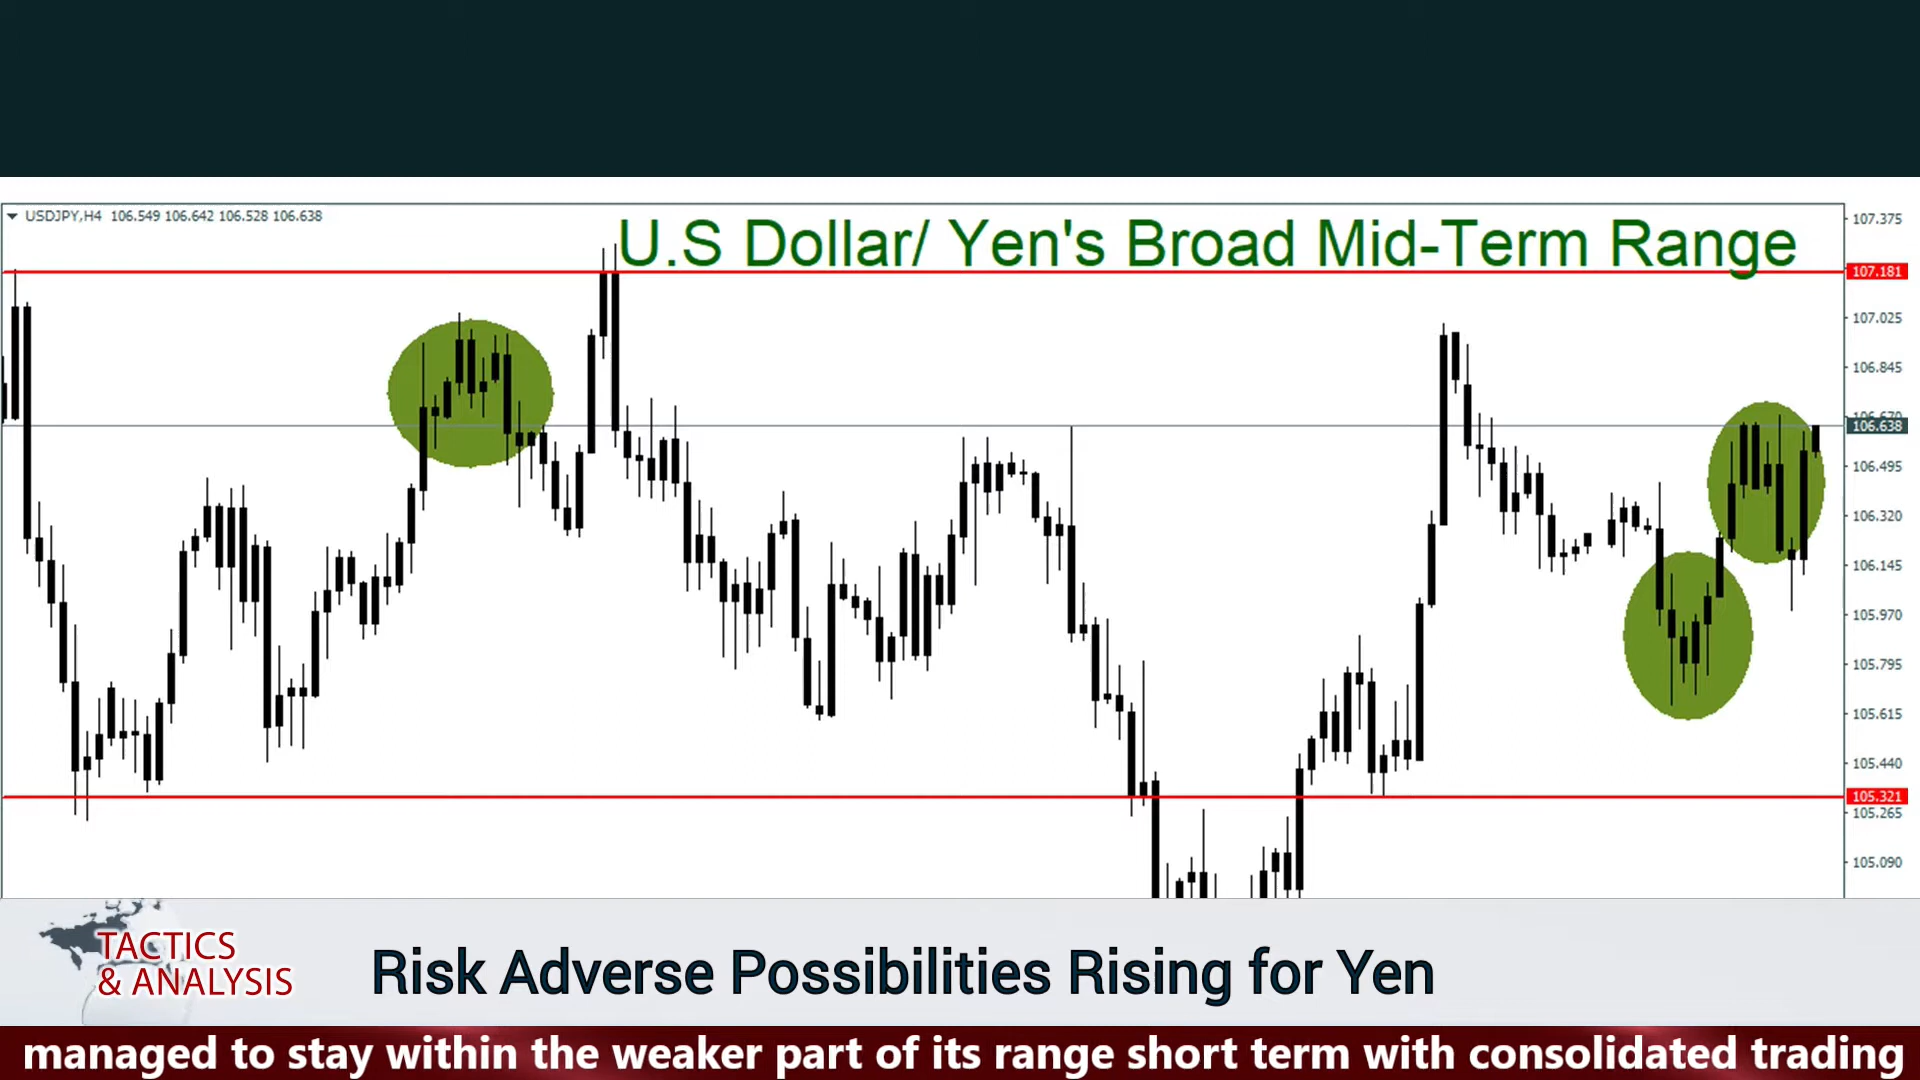 USDJPY,H4 106.549 106.642 106.528 106.638
U.S Dollar/ Yen's Broad Mid-Term Range
107.375
107.181
107.025
106.845
106.670
106.638
106.495
106.320
106.145
105.970
105.795
105.615
105.440
105.321
105.265
105.090
TACTICS
& ANALYSIS
Risk Adverse Possibilities Rising for Yen
managed to stay within the weaker part of its range short term with consolidated trading